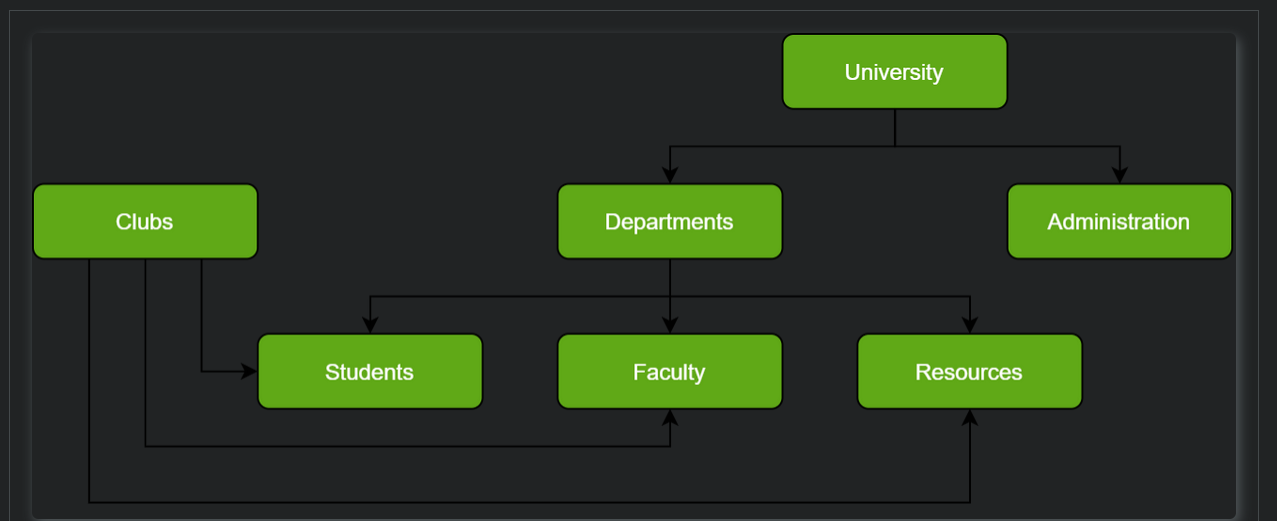 University
Clubs
Departments
Administration
Students
Faculty
Resources